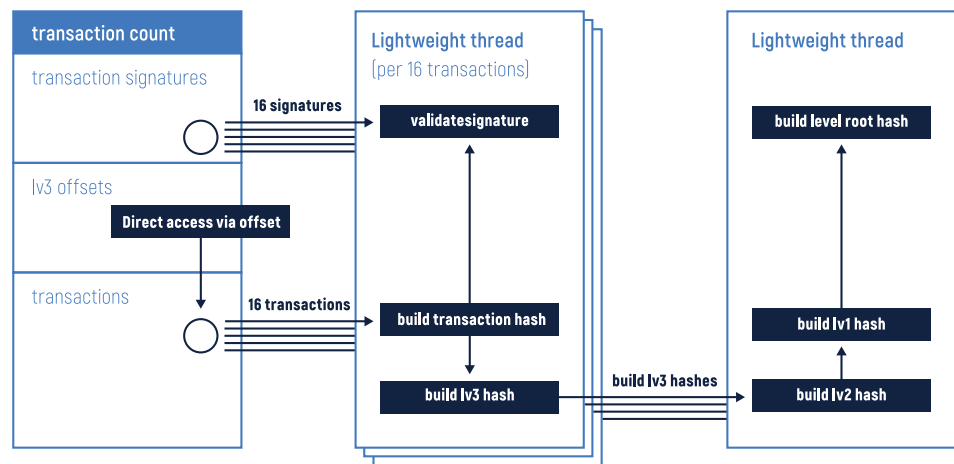 transaction count
transaction signatures
lv3 offsets
Direct access via offset
transactions
16 signatures
16 transactions
Lightweight thread
(per 16 transactions)
validatesignature
build transaction hash
build lv3 hash
build lv3 hashes
Lightweight thread
build level root hash
build lv1 hash
build lv2 hash